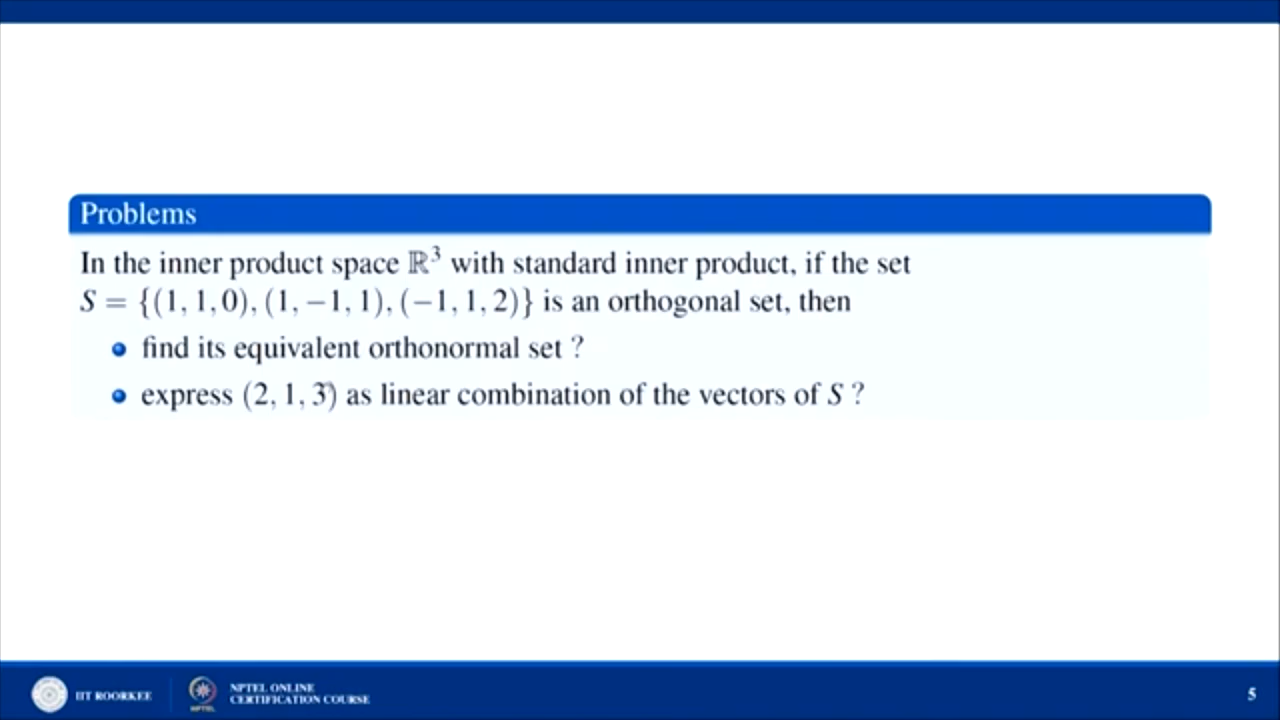 Problems
In the inner product space ℝ³ with standard inner product, if the set
S = {(1, 1, 0), (1, −1, 1), (−1, 1, 2)} is an orthogonal set, then
find its equivalent orthonormal set ?
express (2, 1, 3) as linear combination of the vectors of S ?
IIT ROORKEE
NPTEL
NPTEL ONLINE
CERTIFICATION COURSE
5